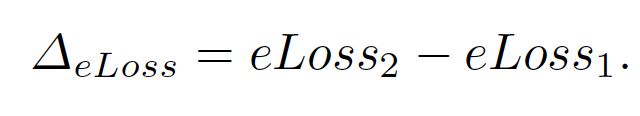 Δ_{eLoss} = eLoss_2 − eLoss_1.